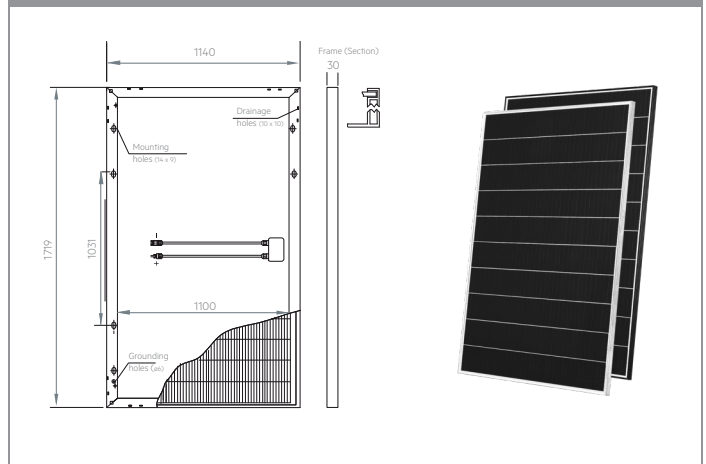 1140
Frame (Section)
30
Drainage
holes (10 x 10)
Mounting
holes (14 x 9)
1719
1031
-
+
1100
Grounding
holes (ø6)